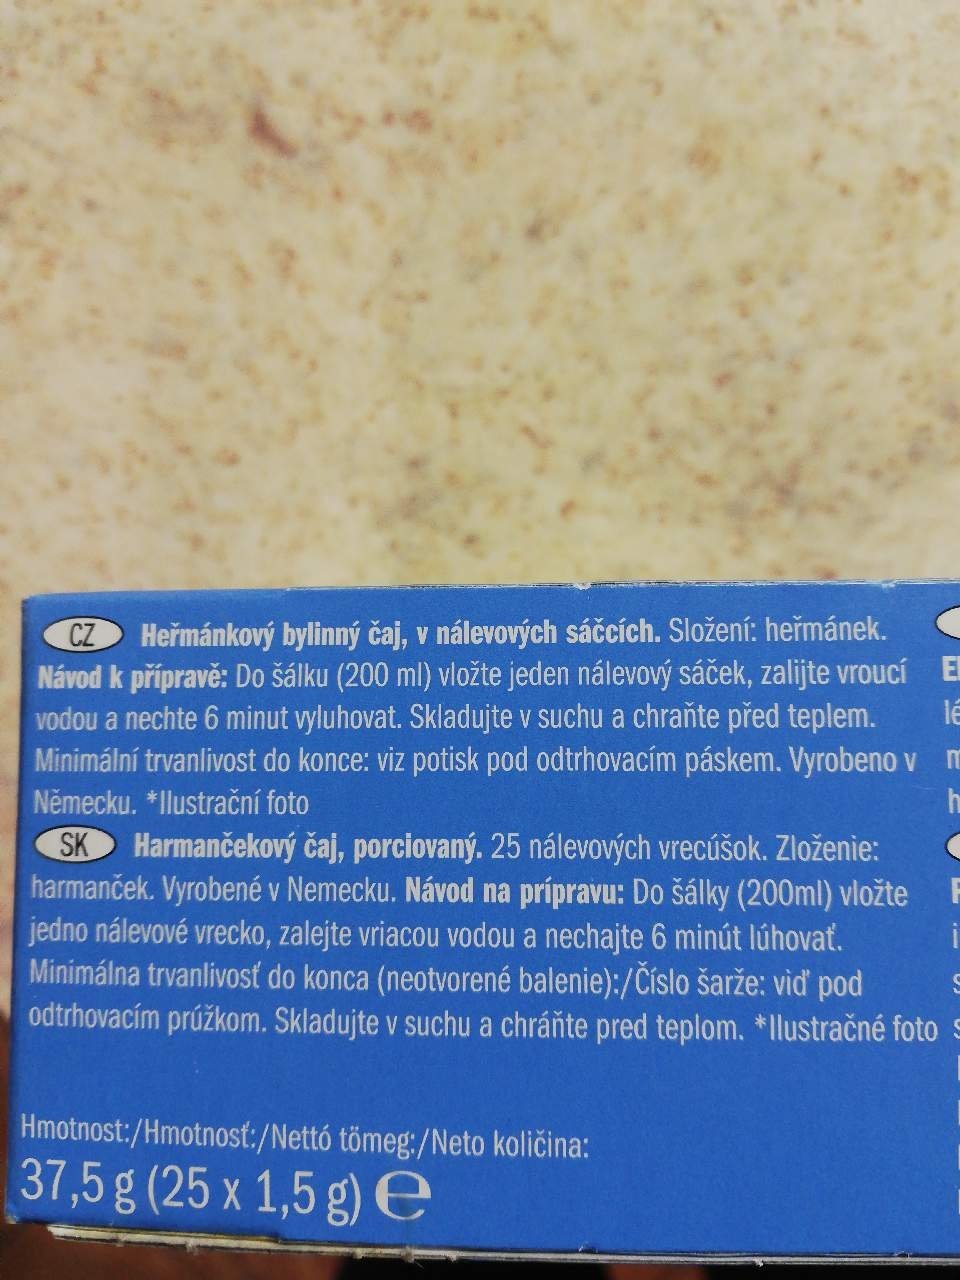 CZ Heřmánkový bylinný čaj, v nálevových sáčcích. Složení: heřmánek.
Návod k přípravě: Do šálku (200 ml) vložte jeden nálevový sáček, zalijte vroucí
vodou a nechte 6 minut vyluhovat. Skladujte v suchu a chraňte před teplem.
Minimální trvanlivost do konce: viz potisk pod odtrhovacím páskem. Vyrobeno v
Německu. *Ilustrační foto
SK Harmančekový čaj, porciovaný. 25 nálevových vrecúšok. Zloženie:
harmanček. Vyrobené v Nemecku. Návod na prípravu: Do šálky (200ml) vložte
jedno nálevové vrecko, zalejte vriacou vodou a nechajte 6 minút lúhovať.
Minimálna trvanlivosť do konca (neotvorené balenie):/Číslo šarže: viď pod
odtrhovacím prúžkom. Skladujte v suchu a chráňte pred teplom. *Ilustračné foto
Hmotnost:/Hmotnosť:/Nettó tömeg:/Neto količina:
37,5 g (25 x 1,5 g) e